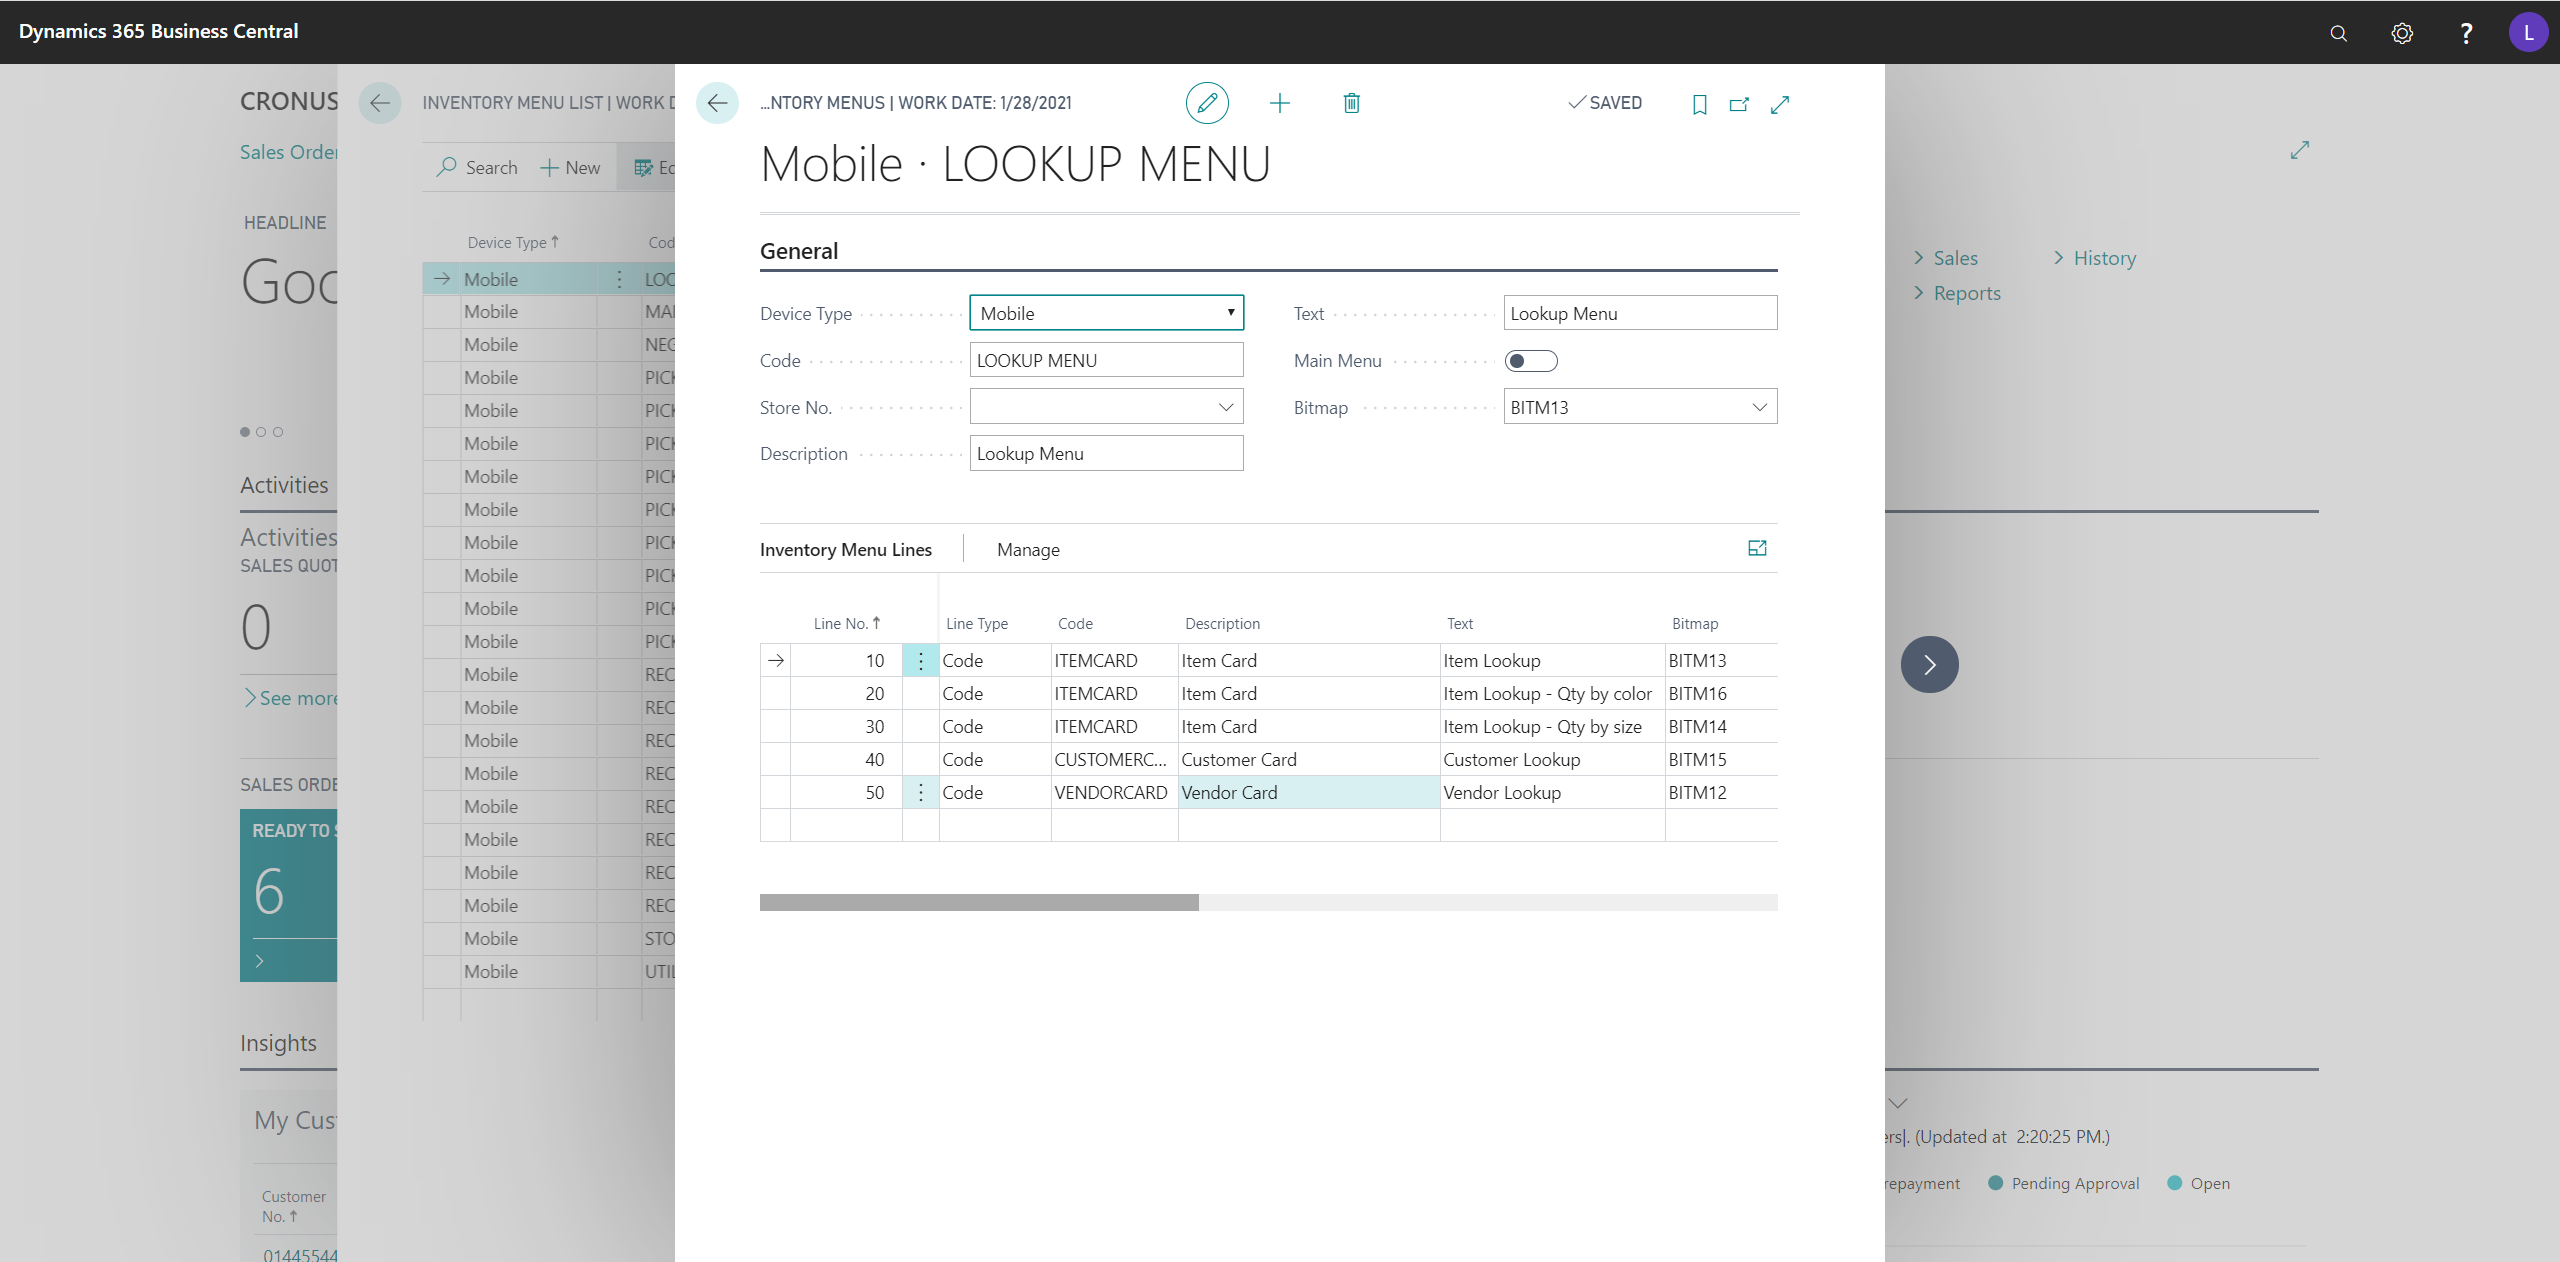 Dynamics 365 Business Central
?
L
CRONUS
Sales Order
HEADLINE
Goo
Activities
Activities
SALES QUOT
0
See more
SALES ORDE
READY TO S
6
Insights
My Cus
Customer
No.
01445544
INVENTORY MENU LIST | WORK D
Search
New
Ed
Device Type
Cod
Mobile LOO
Mobile MAI
Mobile NEG
Mobile PICK
Mobile PICK
Mobile PICK
Mobile PICK
Mobile PICK
Mobile PICK
Mobile PICK
Mobile PICK
Mobile PICK
Mobile REC
Mobile REC
Mobile REC
Mobile REC
Mobile REC
Mobile REC
Mobile REC
Mobile REC
Mobile STO
Mobile UTIL
...NTORY MENUS | WORK DATE: 1/28/2021
SAVED
Mobile · LOOKUP MENU
General
Device Type Mobile
Code LOOKUP MENU
Store No.
Description Lookup Menu
Text Lookup Menu
Main Menu
Bitmap BITM13
Inventory Menu Lines Manage
Line No. Line Type Code Description Text Bitmap
10 Code ITEMCARD Item Card Item Lookup BITM13
20 Code ITEMCARD Item Card Item Lookup - Qty by color BITM16
30 Code ITEMCARD Item Card Item Lookup - Qty by size BITM14
40 Code CUSTOMERC... Customer Card Customer Lookup BITM15
50 Code VENDORCARD Vendor Card Vendor Lookup BITM12
Sales
History
Reports
ers|. (Updated at 2:20:25 PM.)
repayment Pending Approval Open